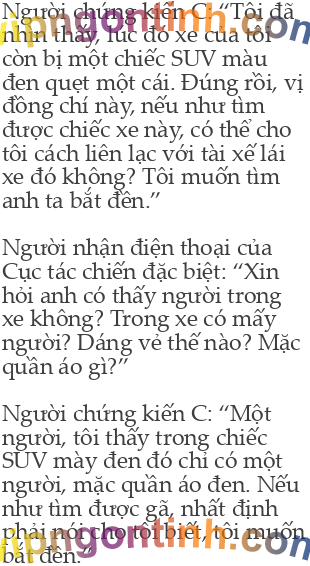 Người chứng kiến C: “Tôi đã
nhìn thấy, lúc đó xe của tôi
còn bị một chiếc SUV màu
đen quẹt một cái. Đúng rồi, vị
đồng chí này, nếu như tìm
được chiếc xe này, có thể cho
tôi cách liên lạc với tài xế lái
xe đó không? Tôi muốn tìm
anh ta bắt đền.”
Người nhận điện thoại của
Cục tác chiến đặc biệt: “Xin
hỏi anh có thấy người trong
xe không? Trong xe có mấy
người? Dáng vẻ thế nào? Mặc
quần áo gì?”
Người chứng kiến C: “Một
người, tôi thấy trong chiếc
SUV mày đen đó chỉ có một
người, mặc quần áo đen. Nếu
như tìm được gã, nhất định
phải nói cho tôi biết, tôi muốn
bắt đền.”